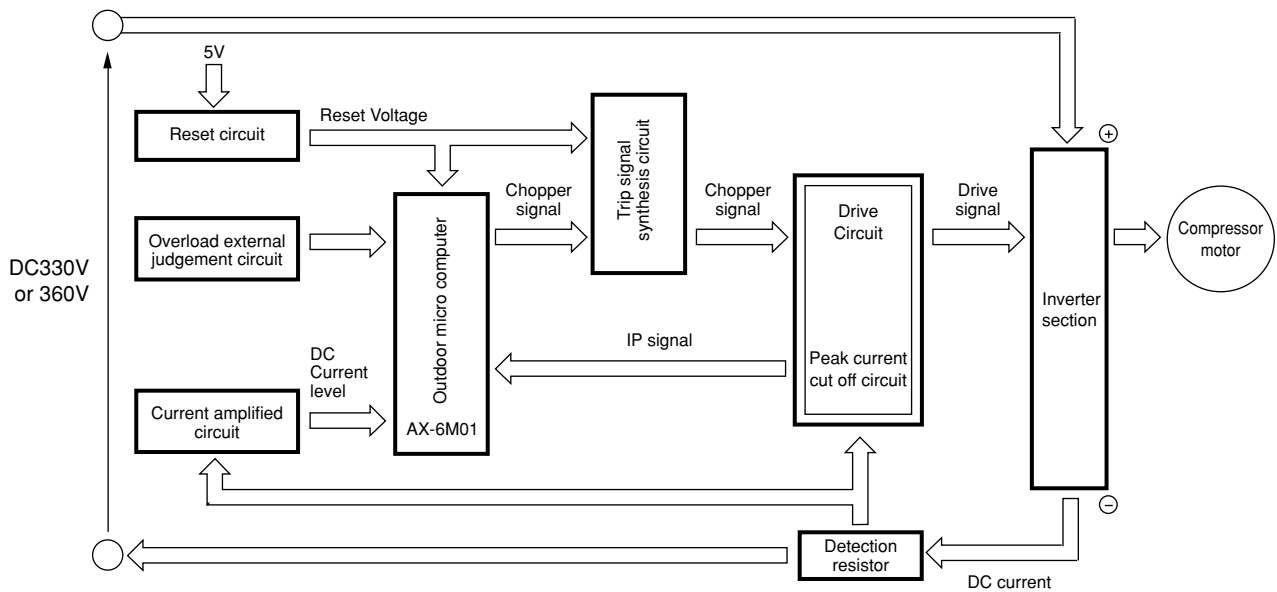 5V
Reset circuit
Reset Voltage
Trip signal
synthesis circuit
+
Chopper
signal
Chopper
signal
Drive
Circuit
Drive
signal
Compressor
motor
Overload external
judgement circuit
DC330V
or 360V
Outdoor micro computer
AX-6M01
Inverter
section
IP signal
Peak current
cut off circuit
DC
Current
level
Current amplified
circuit
−
Detection
resistor
DC current